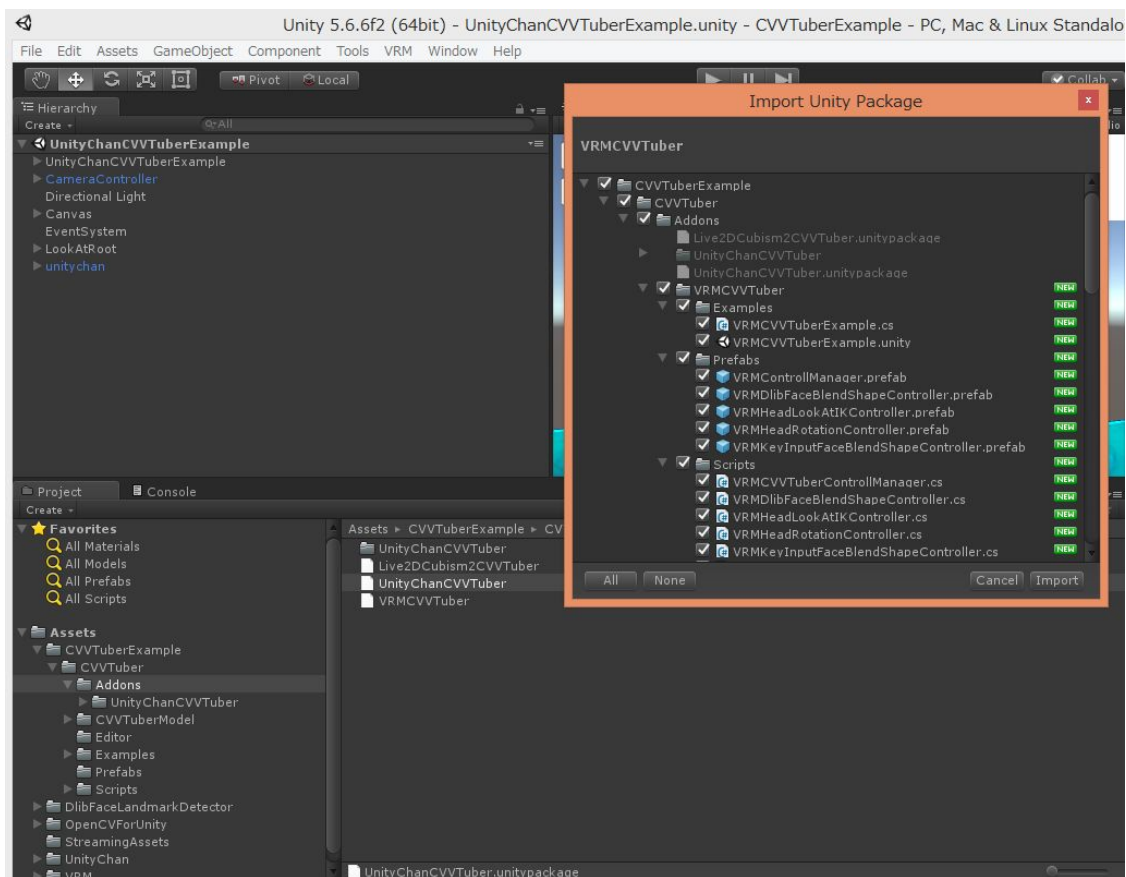 Unity 5.6.6f2 (64bit) - UnityChanCVVTuberExample.unity - CVVTuberExample - PC, Mac & Linux Standalo
File Edit Assets GameObject Component Tools VRM Window Help
Pivot Local
Collab
Hierarchy
Create
All
UnityChanCVVTuberExample
UnityChanCVVTuberExample
CameraController
Directional Light
Canvas
EventSystem
LookAtRoot
unitychan
Import Unity Package
x
VRMCVVTuber
CVVTuberExample
CVVTuber
Addons
Live2DCubism2CVVTuber.unitypackage
UnityChanCVVTuber
UnityChanCVVTuber.unitypackage
VRMCVVTuber NEW
Examples NEW
VRMCVVTuberExample.cs NEW
VRMCVVTuberExample.unity NEW
Prefabs NEW
VRMControllManager.prefab NEW
VRMDlibFaceBlendShapeController.prefab NEW
VRMHeadLookAtIKController.prefab NEW
VRMHeadRotationController.prefab NEW
VRMKeyInputFaceBlendShapeController.prefab NEW
Scripts NEW
VRMCVVTuberControllManager.cs NEW
VRMDlibFaceBlendShapeController.cs NEW
VRMHeadLookAtIKController.cs NEW
VRMHeadRotationController.cs NEW
VRMKeyInputFaceBlendShapeController.cs NEW
All None Cancel Import
Project Console
Create
Favorites
All Materials
All Models
All Prefabs
All Scripts
Assets
CVVTuberExample
CVVTuber
Addons
UnityChanCVVTuber
CVVTuberModel
Editor
Examples
Prefabs
Scripts
DlibFaceLandmarkDetector
OpenCVForUnity
StreamingAssets
UnityChan
VRM
Assets CVVTuberExample CV
UnityChanCVVTuber
Live2DCubism2CVVTuber
UnityChanCVVTuber
VRMCVVTuber
UnityChanCVVTuber.unitypackage